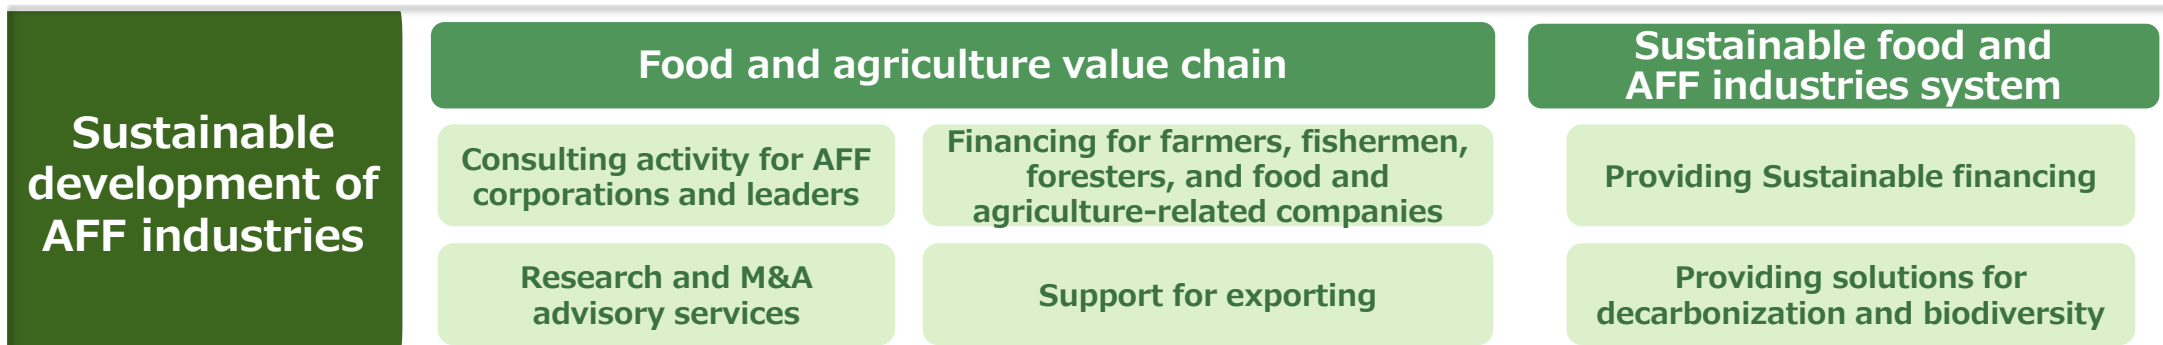 Sustainable
development of
AFF industries
Food and agriculture value chain
Consulting activity for AFF
corporations and leaders
Financing for farmers, fishermen,
foresters, and food and
agriculture-related companies
Research and M&A
advisory services
Support for exporting
Sustainable food and
AFF industries system
Providing Sustainable financing
Providing solutions for
decarbonization and biodiversity